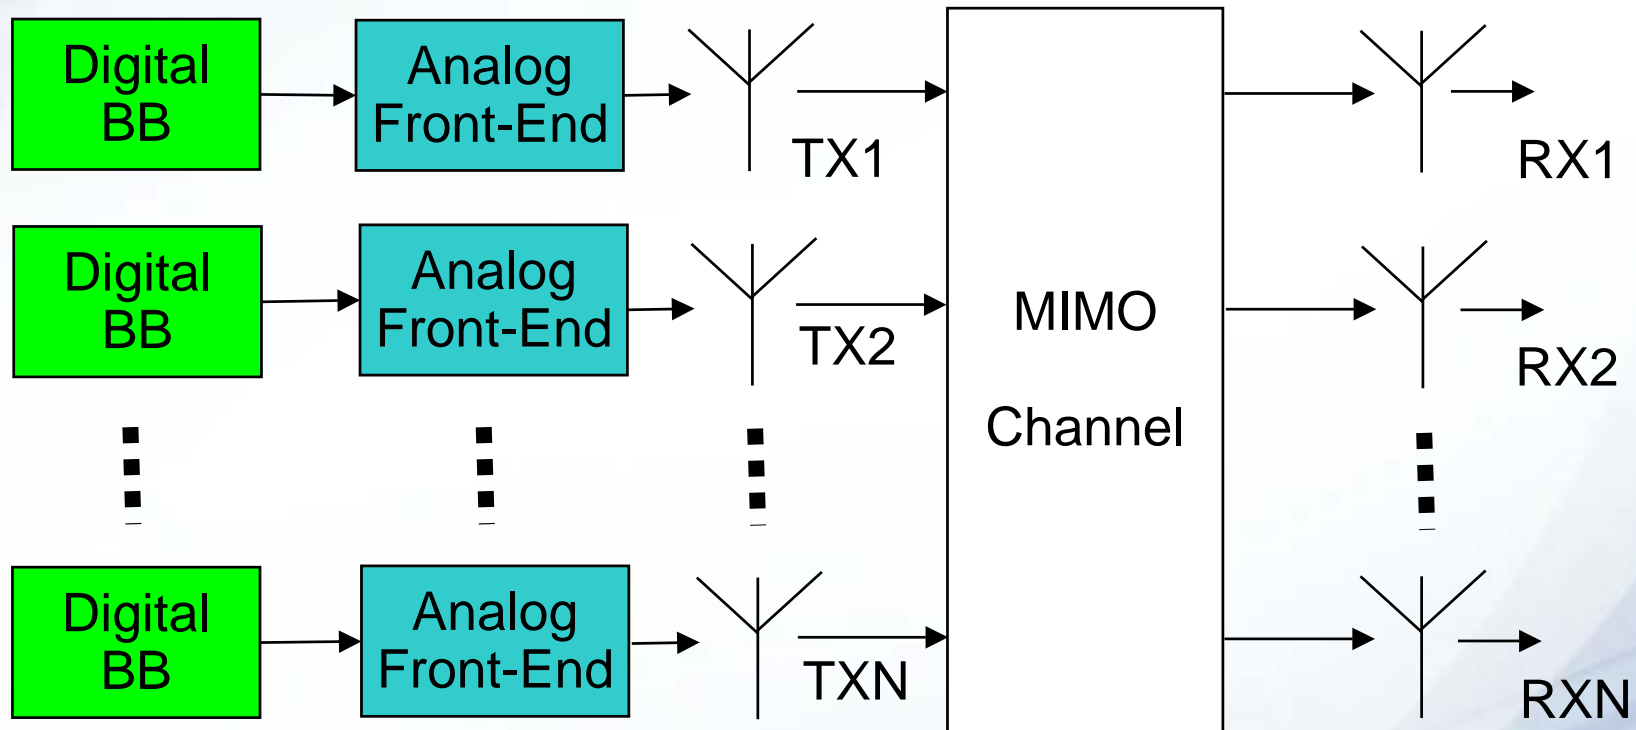 Digital
BB
Analog
Front-End
TX1
RX1
Digital
BB
Analog
Front-End
TX2
MIMO
Channel
RX2
Digital
BB
Analog
Front-End
TXN
RXN